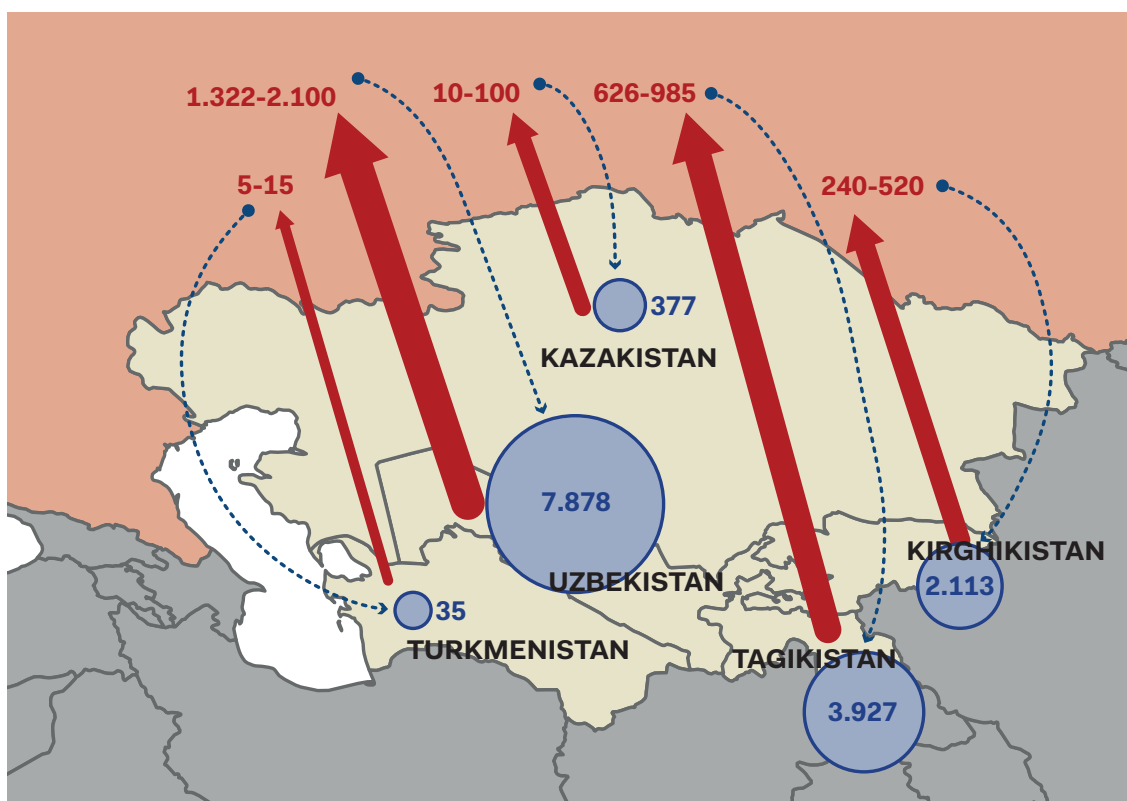 1.322-2.100
10-100
626-985
5-15
240-520
377
KAZAKISTAN
7.878
UZBEKISTAN
KIRGHIKISTAN
2.113
35
TURKMENISTAN
TAGIKISTAN
3.927